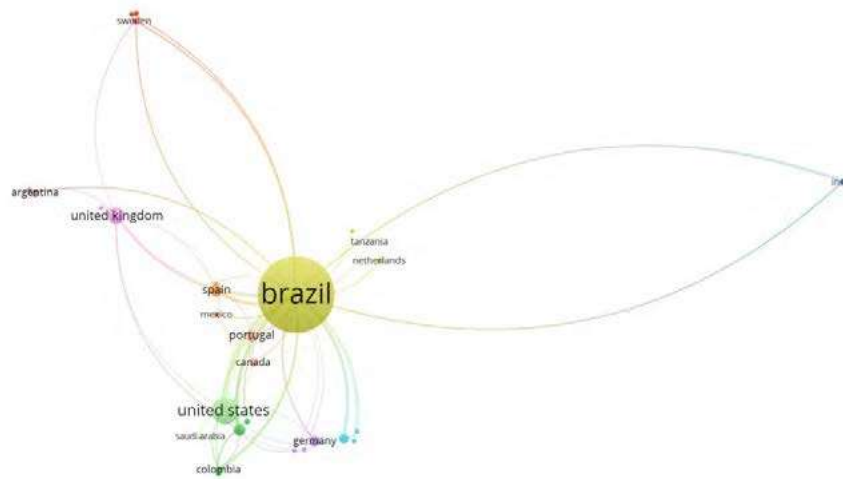 sweden
argentina
united kingdom
tanzania
netherlands
spain
brazil
mexico
portugal
canada
united states
saudi arabia
germany
colombia